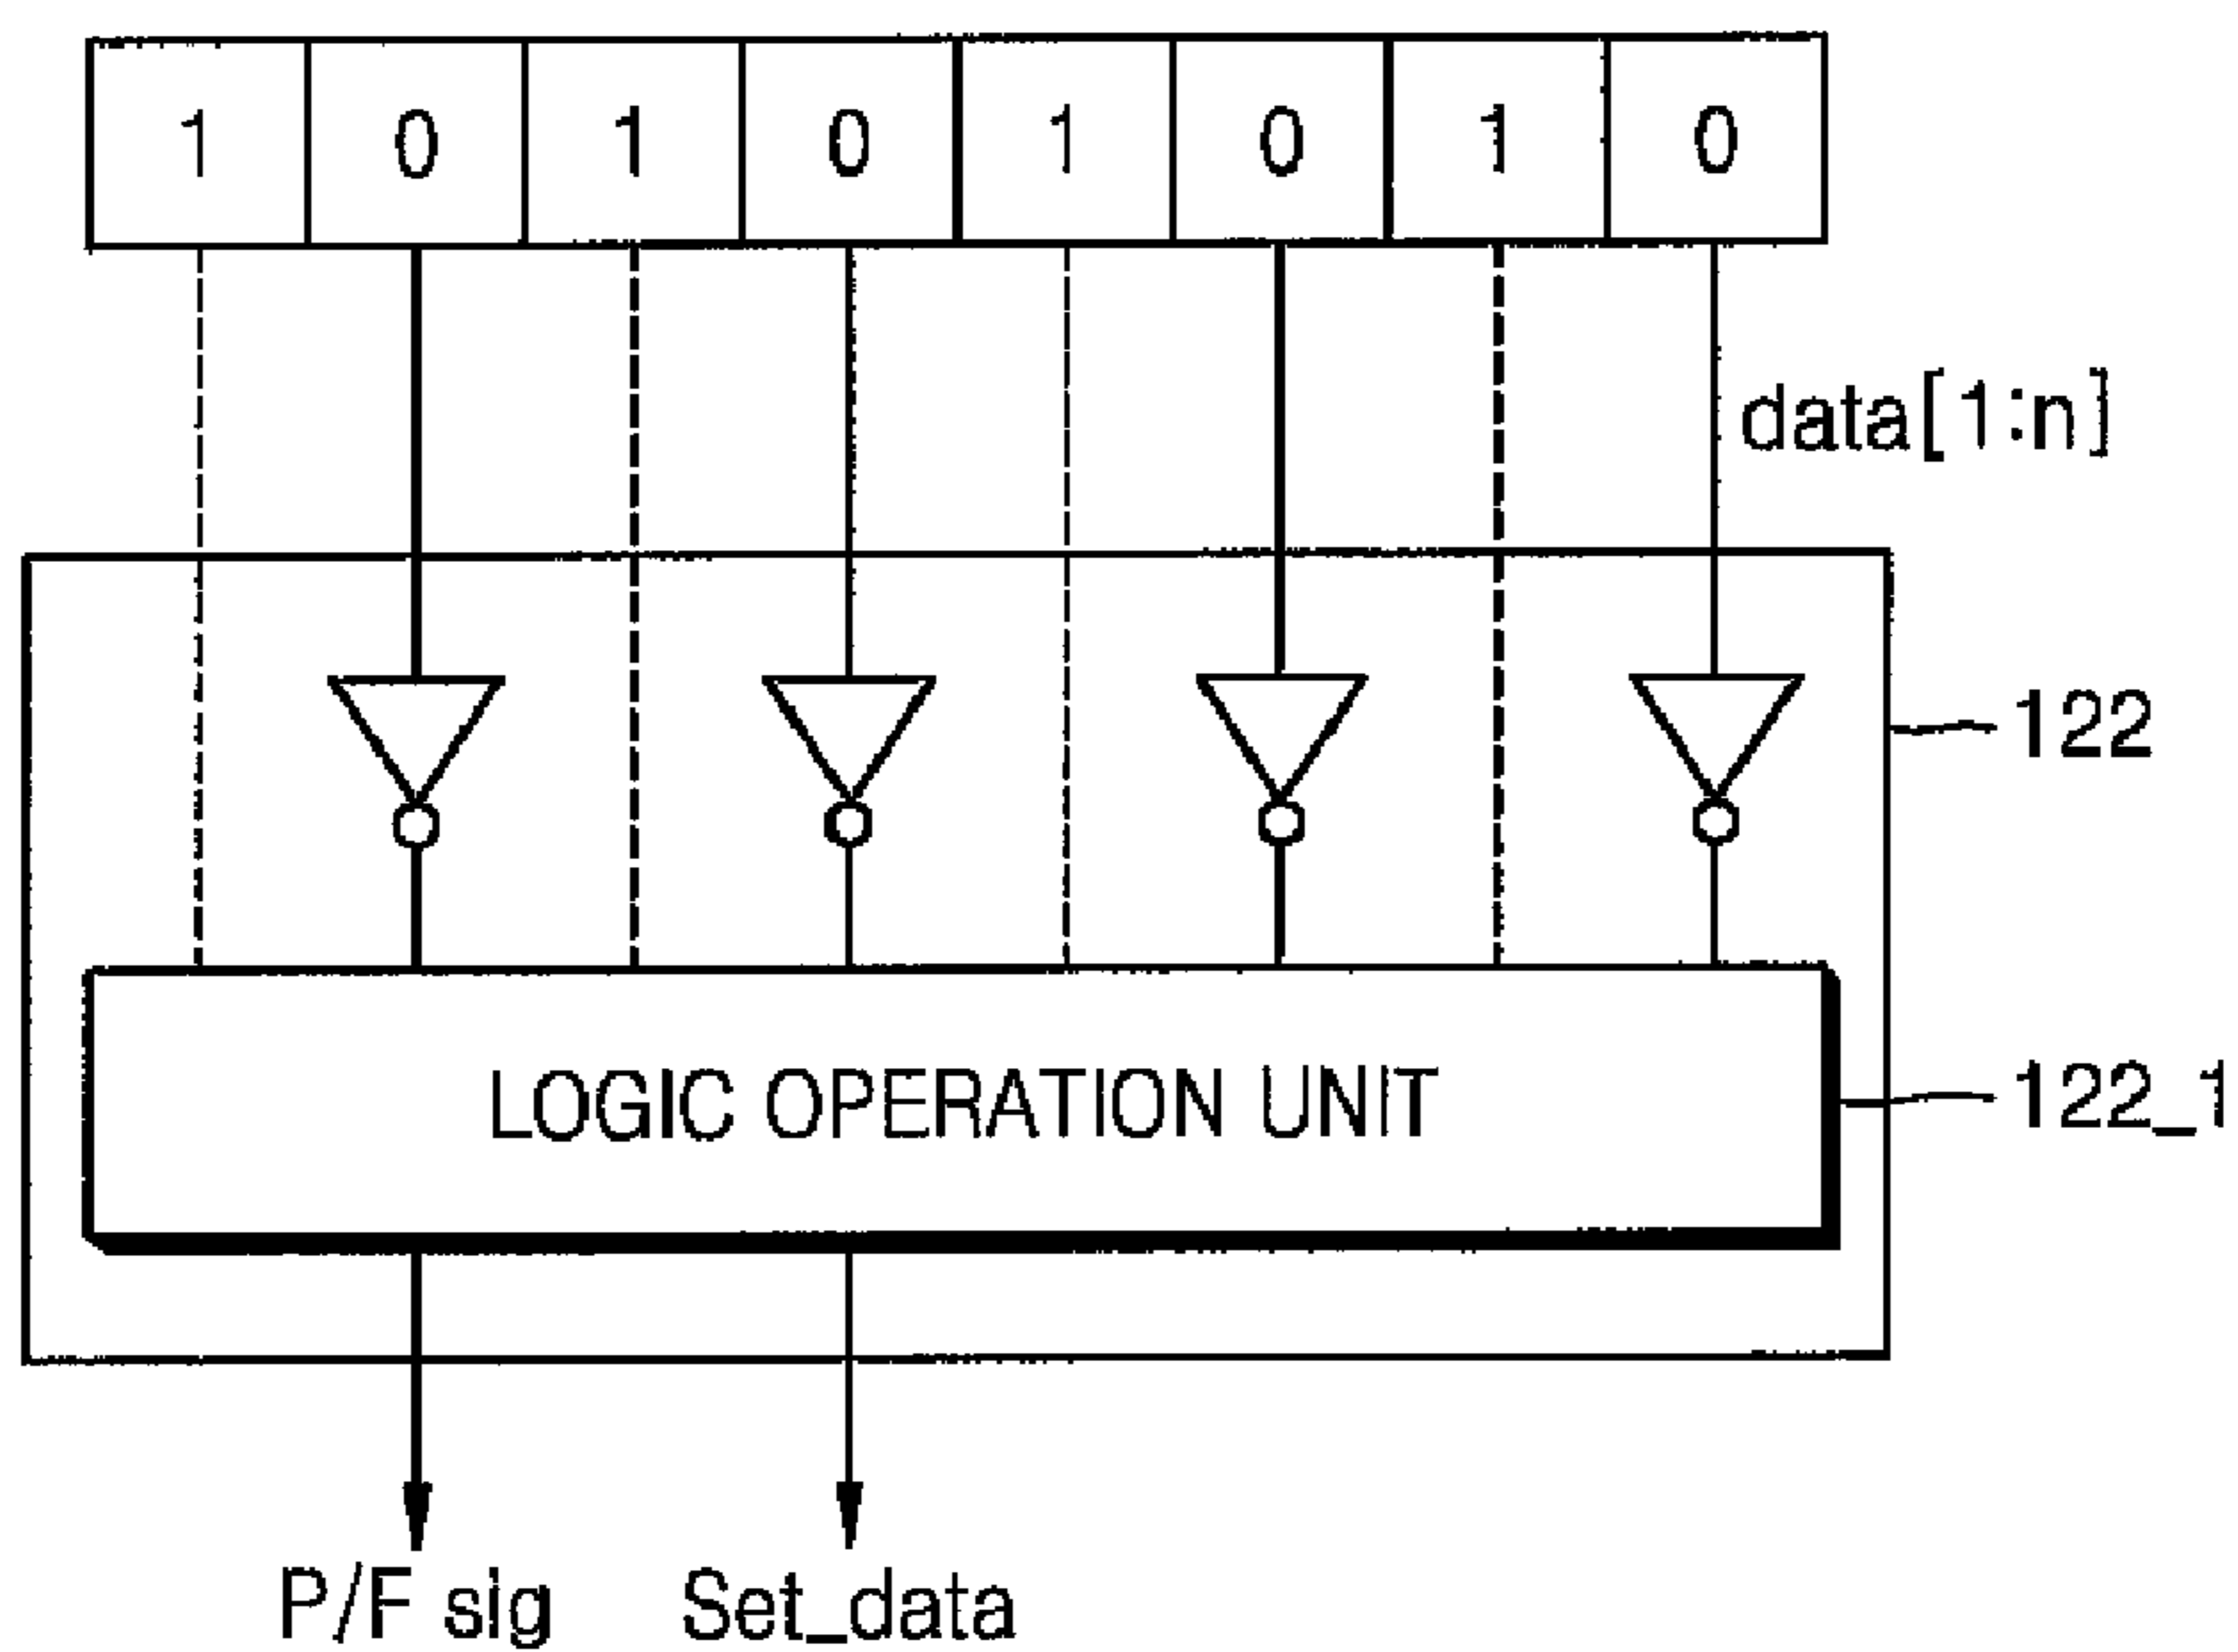 1 0 1 0 1 0 1 0
data[1:n]
122
LOGIC OPERATION UNIT
122_1
P/F sig Set_data